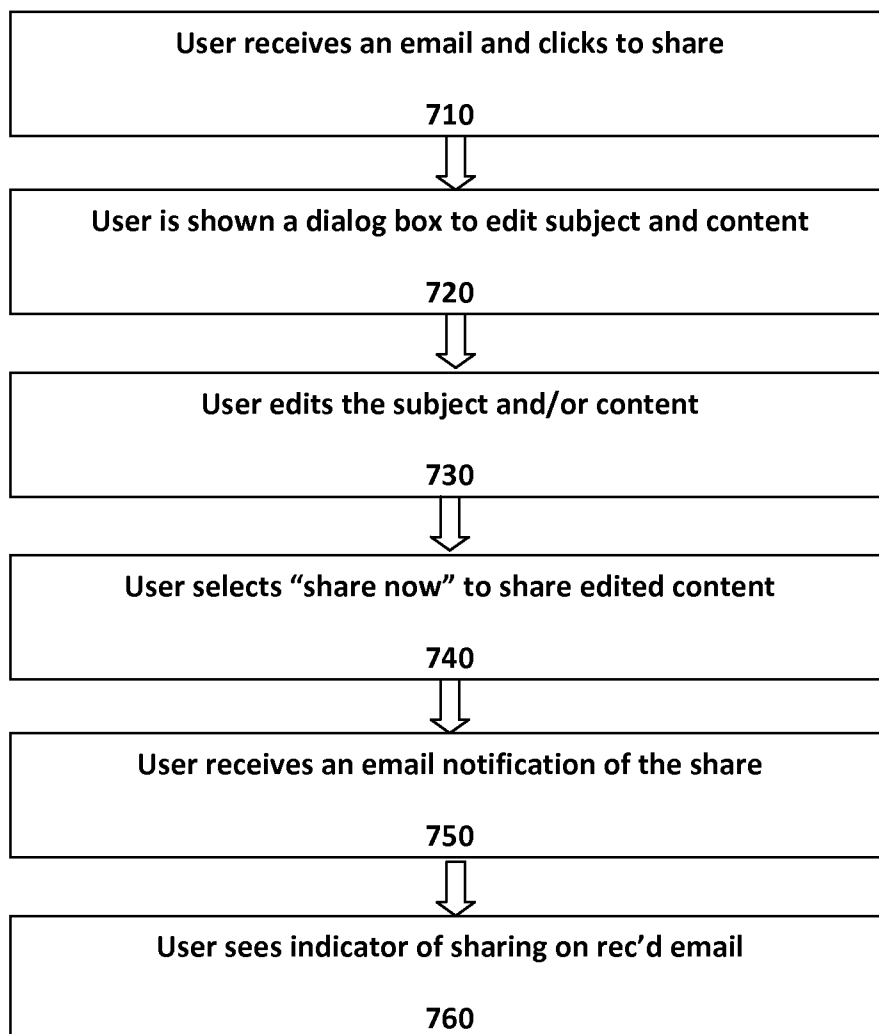 User receives an email and clicks to share
710
User is shown a dialog box to edit subject and content
720
User edits the subject and/or content
730
User selects “share now” to share edited content
740
User receives an email notification of the share
750
User sees indicator of sharing on rec’d email
760